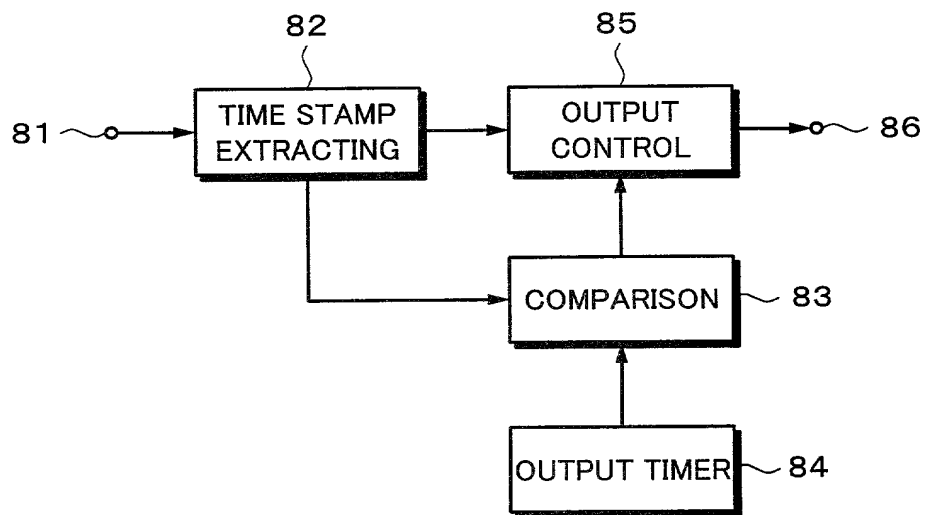 82
85
81
TIME STAMP
EXTRACTING
OUTPUT
CONTROL
86
COMPARISON
83
OUTPUT TIMER
84